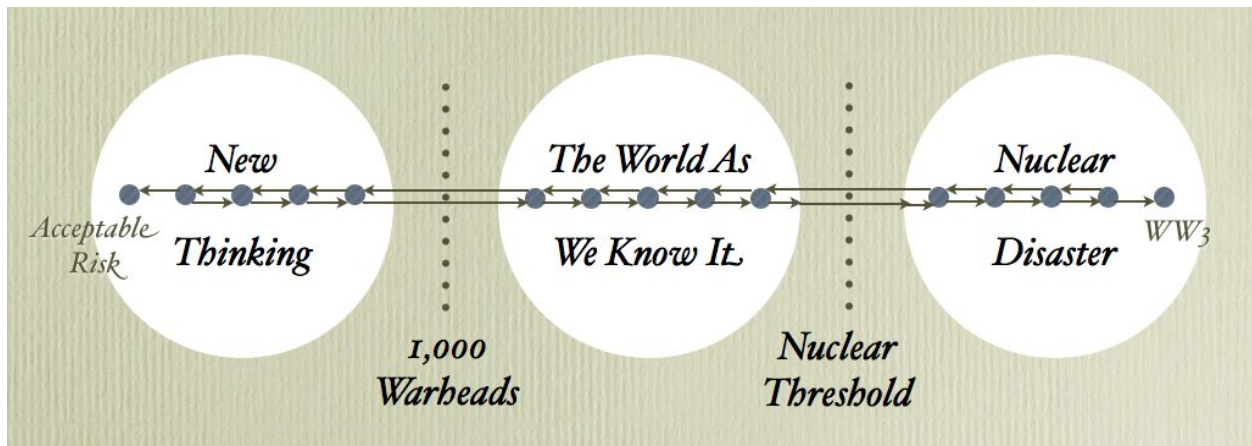 New
The World As
Nuclear
Acceptable
Risk
Thinking
We Know It
Disaster
WW3
1,000
Warheads
Nuclear
Threshold